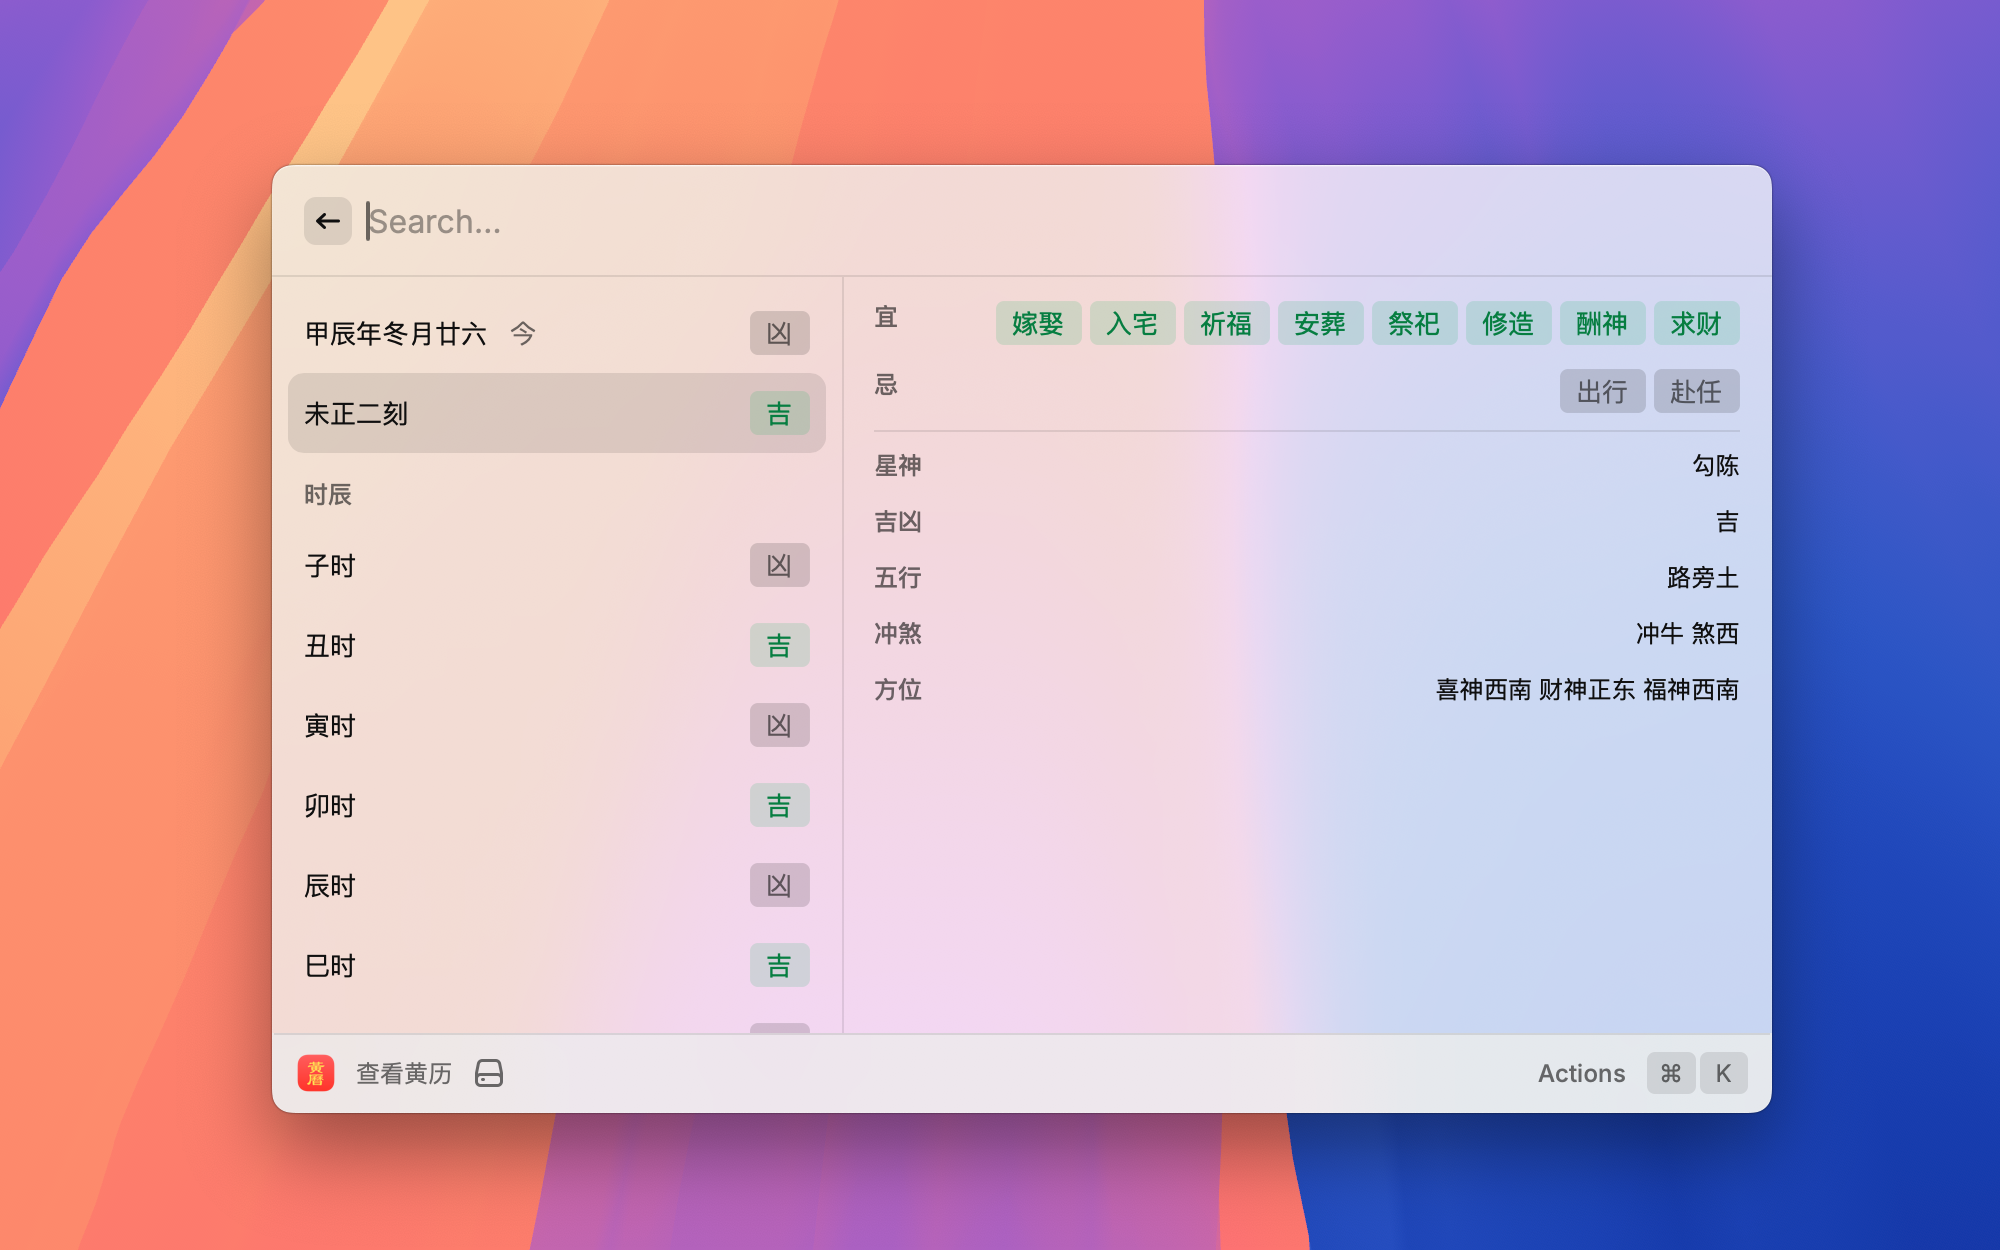 Search...
甲辰年冬月廿六 今 凶
未正二刻 吉
时辰
子时 凶
丑时 吉
寅时 凶
卯时 吉
辰时 凶
巳时 吉
宜 嫁娶 入宅 祈福 安葬 祭祀 修造 酬神 求财
忌 出行 赴任
星神 勾陈
吉凶 吉
五行 路旁土
冲煞 冲牛 煞西
方位 喜神西南 财神正东 福神西南
黃曆 查看黄历 Actions ⌘ K